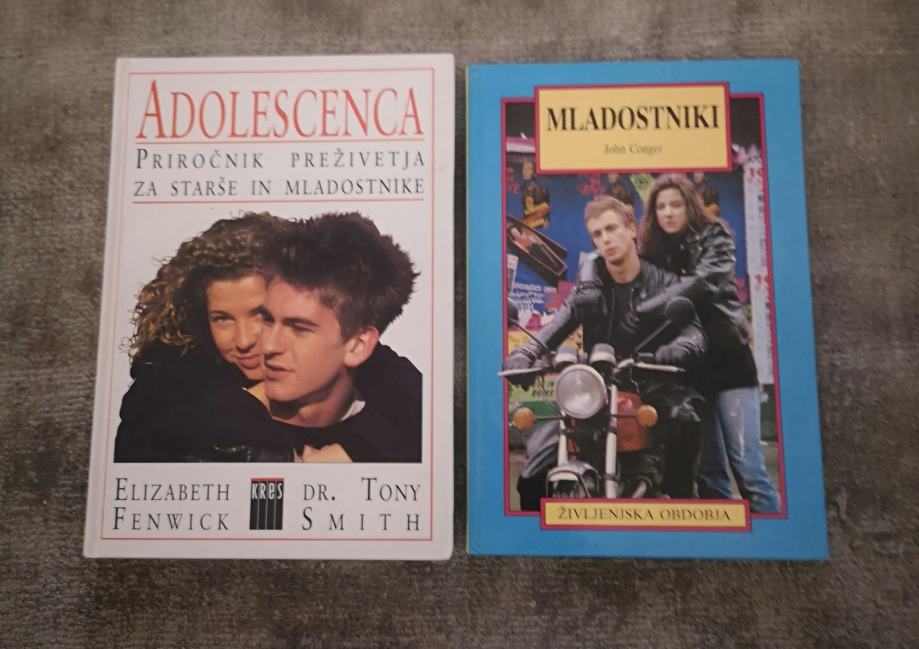 ADOLESCENCA
PRIROČNIK PREŽIVETJA
ZA STARŠE IN MLADOSTNIKE
ELIZABETH
FENWICK
KRES
DR. TONY
SMITH
MLADOSTNIKI
John Conger
ŽIVLJENJSKA OBDOBJA